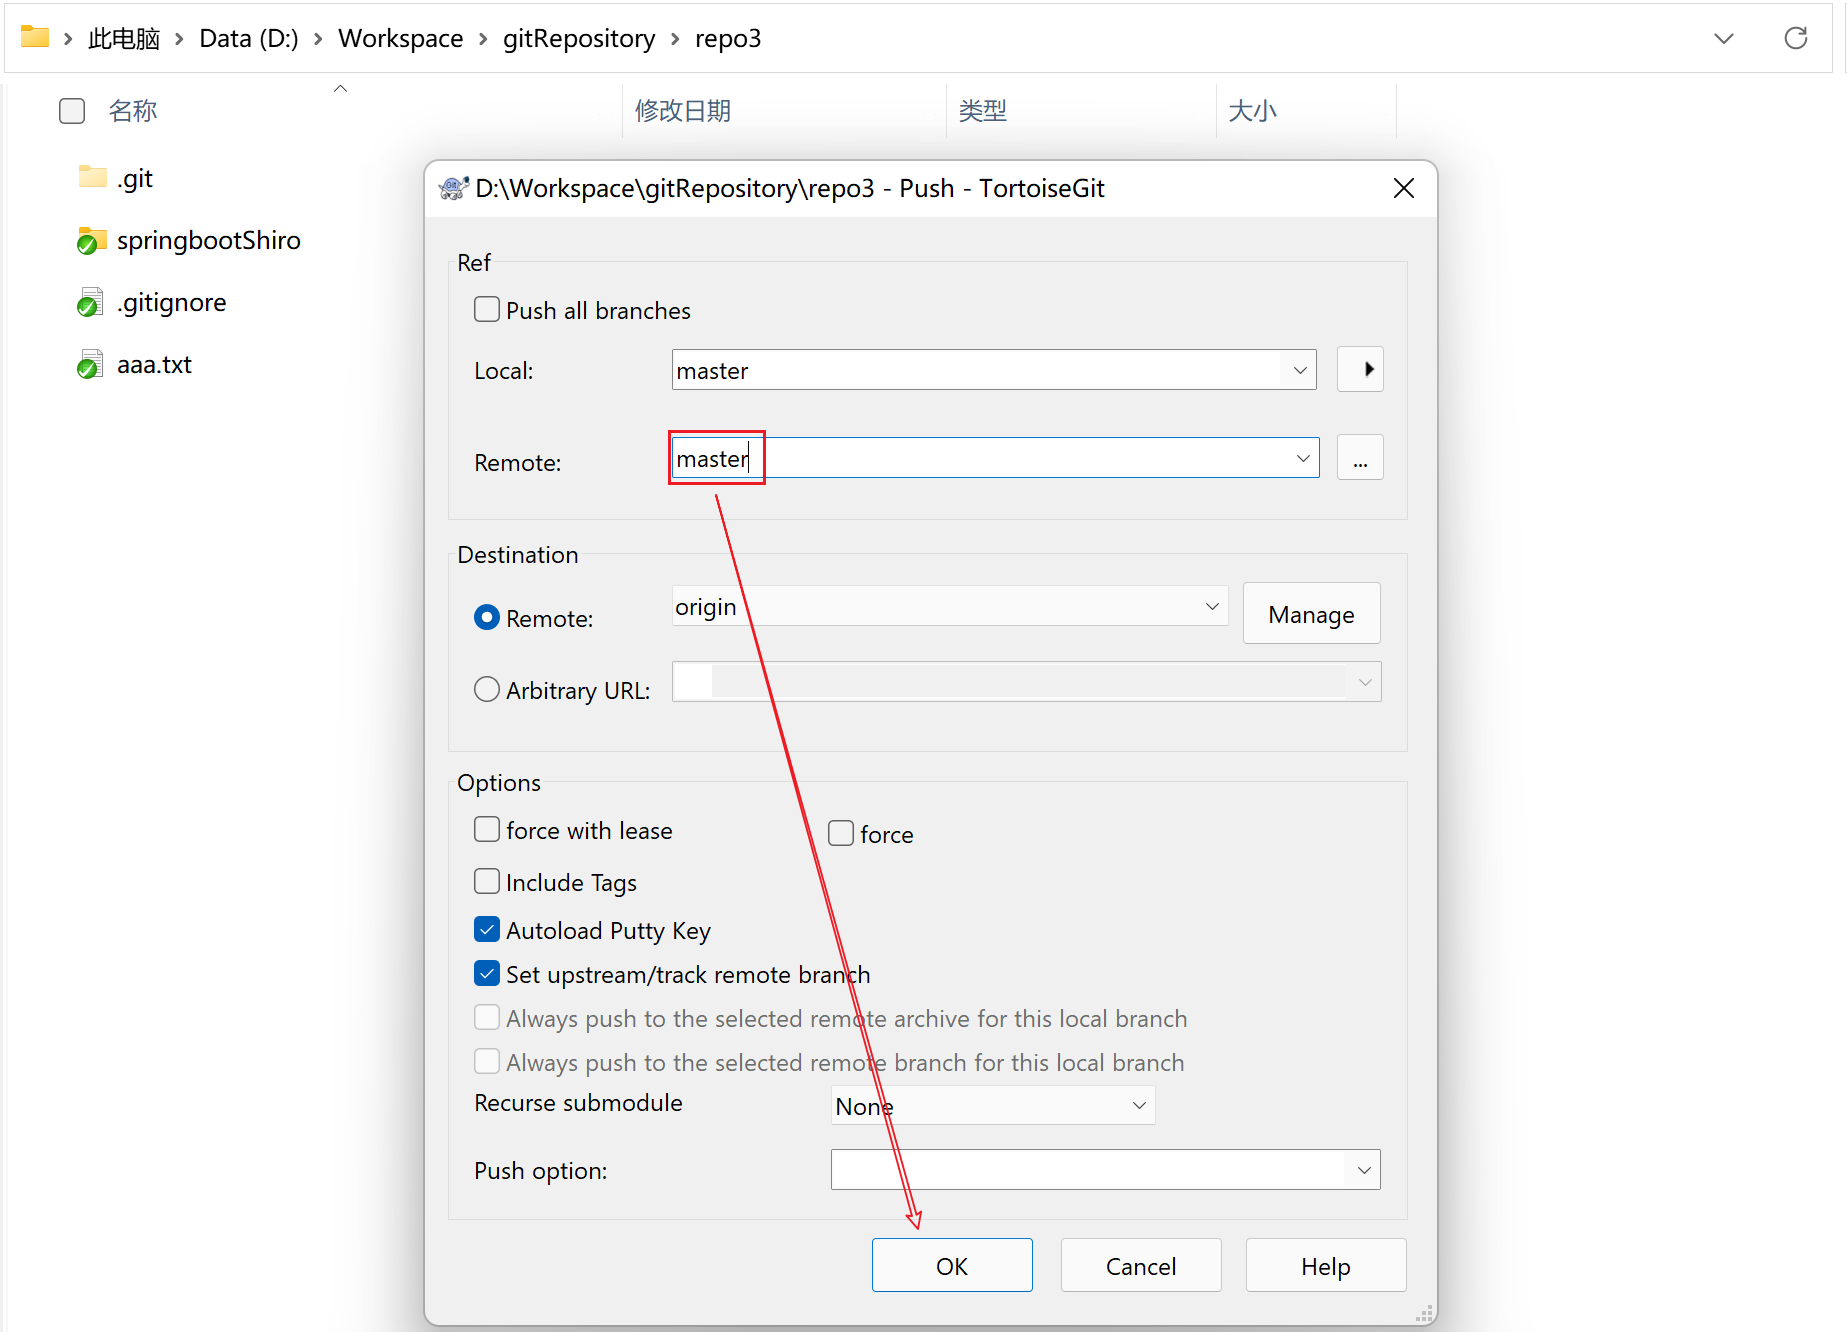 此电脑 > Data (D:) > Workspace > gitRepository > repo3
名称 修改日期 类型 大小
.git
springbootShiro
.gitignore
aaa.txt
D:\Workspace\gitRepository\repo3 - Push - TortoiseGit
Ref
Push all branches
Local: master
Remote: master ...
Destination
Remote: origin Manage
Arbitrary URL:
Options
force with lease force
Include Tags
Autoload Putty Key
Set upstream/track remote branch
Always push to the selected remote archive for this local branch
Always push to the selected remote branch for this local branch
Recurse submodule None
Push option:
OK Cancel Help